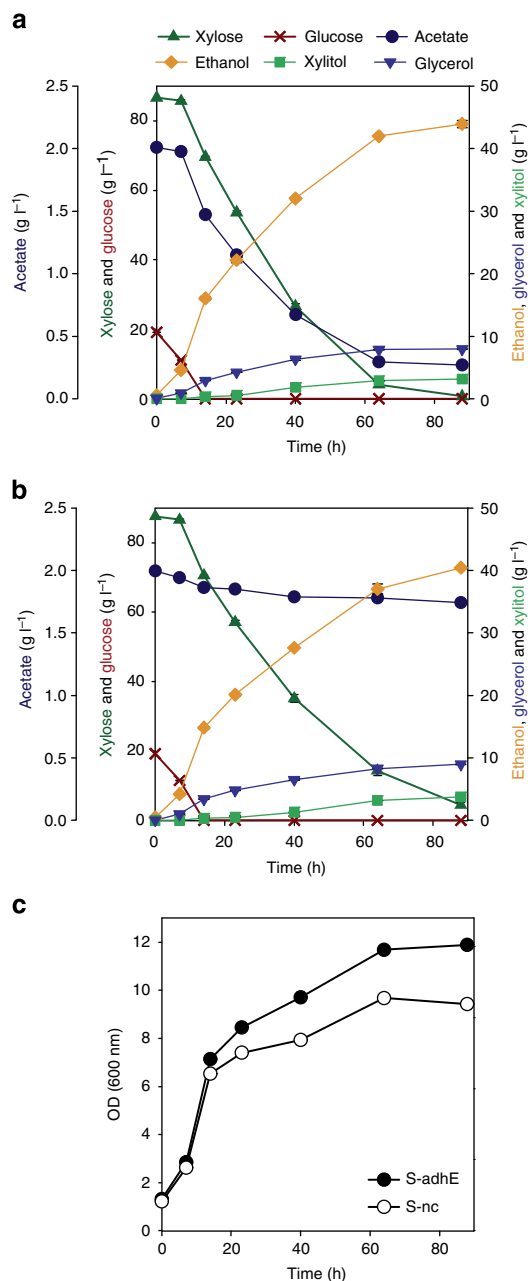 a
Xylose Glucose Acetate
Ethanol Xylitol Glycerol
2.5
2.0
1.5
1.0
0.5
0.0
Acetate (g l⁻¹)
80
60
40
20
0
Xylose and glucose (g l⁻¹)
50
40
30
20
10
0
Ethanol, glycerol and xylitol (g l⁻¹)
0 20 40 60 80
Time (h)
b
2.5
2.0
1.5
1.0
0.5
0.0
Acetate (g l⁻¹)
80
60
40
20
0
Xylose and glucose (g l⁻¹)
50
40
30
20
10
0
Ethanol, glycerol and xylitol (g l⁻¹)
0 20 40 60 80
Time (h)
c
12
10
8
6
4
2
0
OD (600 nm)
S-adhE
S-nc
0 20 40 60 80
Time (h)